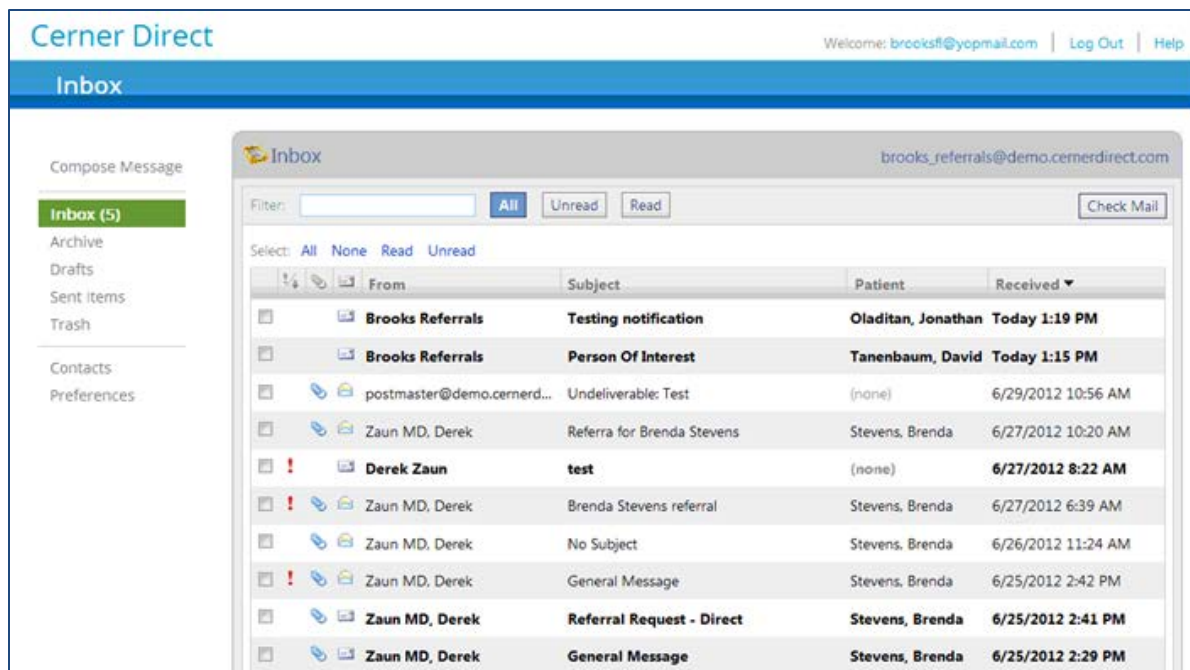 Cerner Direct
Welcome: brooksfl@yopmail.com | Log Out | Help
Inbox
Compose Message
Inbox (5)
Archive
Drafts
Sent Items
Trash
Contacts
Preferences
Inbox brooks_referrals@demo.cernerdirect.com
Filter: All Unread Read Check Mail
Select: All None Read Unread
From Subject Patient Received
Brooks Referrals Testing notification Oladitan, Jonathan Today 1:19 PM
Brooks Referrals Person Of Interest Tanenbaum, David Today 1:15 PM
postmaster@demo.cernerd... Undeliverable: Test (none) 6/29/2012 10:56 AM
Zaun MD, Derek Referra for Brenda Stevens Stevens, Brenda 6/27/2012 10:20 AM
! Derek Zaun test (none) 6/27/2012 8:22 AM
! Zaun MD, Derek Brenda Stevens referral Stevens, Brenda 6/27/2012 6:39 AM
Zaun MD, Derek No Subject Stevens, Brenda 6/26/2012 11:24 AM
! Zaun MD, Derek General Message Stevens, Brenda 6/25/2012 2:42 PM
Zaun MD, Derek Referral Request - Direct Stevens, Brenda 6/25/2012 2:41 PM
Zaun MD, Derek General Message Stevens, Brenda 6/25/2012 2:29 PM